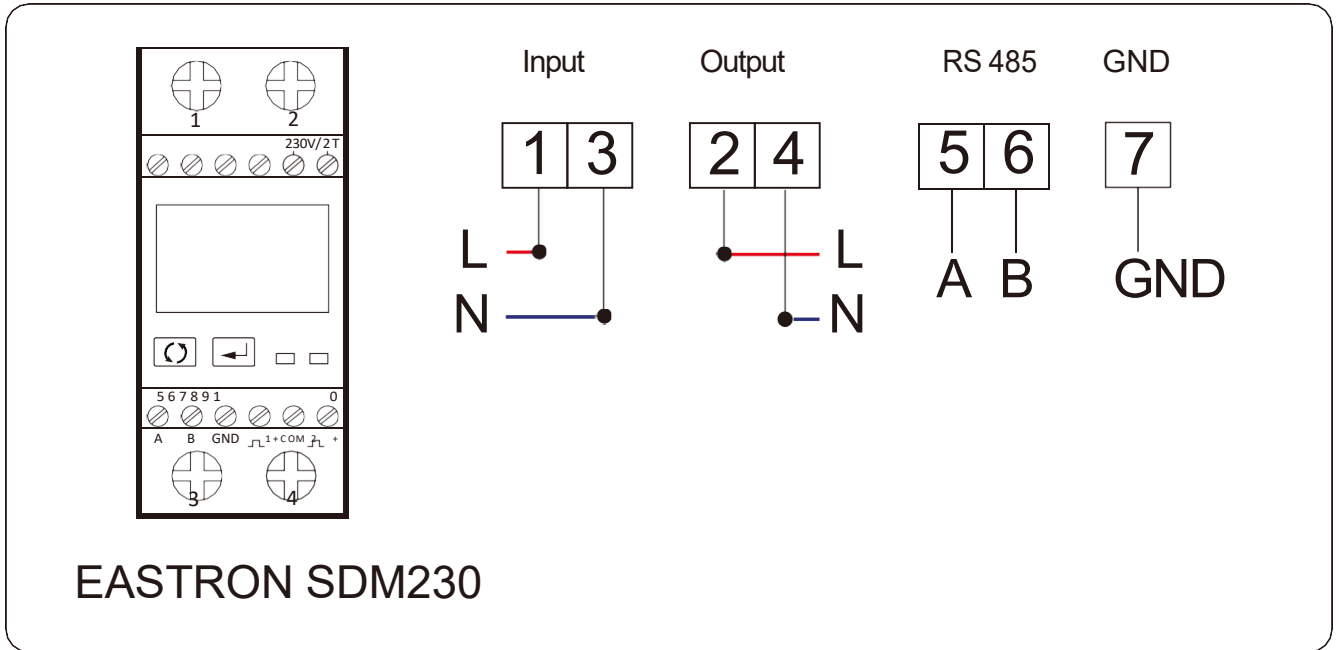 Input Output RS 485 GND
1 2
230V/2T
1 3 2 4 5 6 7
L L
A B GND
N N
5 6 7 8 9 1 0
A B GND 1+COM 2 +
3 4
EASTRON SDM230